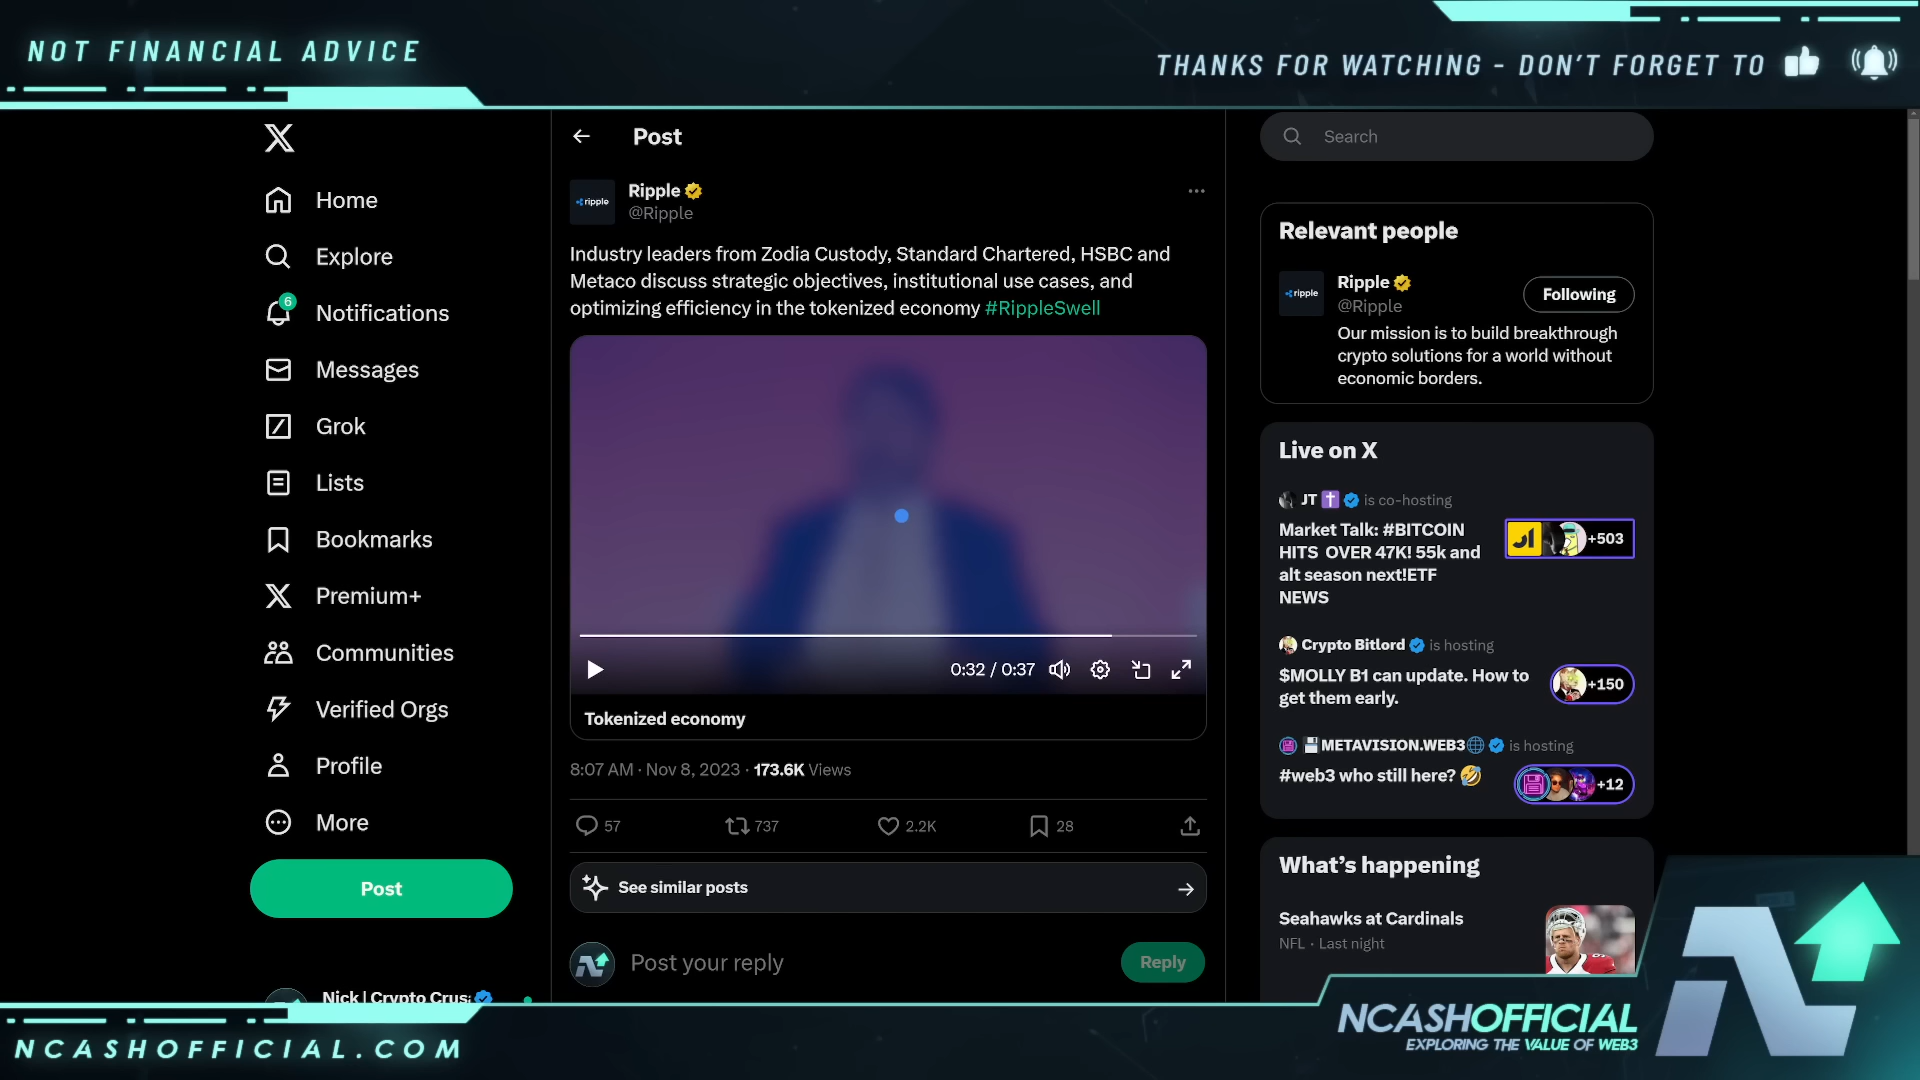 NOT FINANCIAL ADVICE
THANKS FOR WATCHING - DON'T FORGET TO
Home
Explore
6
Notifications
Messages
Grok
Lists
Bookmarks
Premium+
Communities
Verified Orgs
Profile
More
Post
Nick | Crypto Crus
Post
ripple
Ripple
@Ripple
Industry leaders from Zodia Custody, Standard Chartered, HSBC and
Metaco discuss strategic objectives, institutional use cases, and
optimizing efficiency in the tokenized economy #RippleSwell
0:32 / 0:37
Tokenized economy
8:07 AM · Nov 8, 2023 · 173.6K Views
57
737
2.2K
28
See similar posts
Post your reply
Reply
Search
Relevant people
ripple
Ripple
@Ripple
Following
Our mission is to build breakthrough
crypto solutions for a world without
economic borders.
Live on X
JT ✝️ is co-hosting
Market Talk: #BITCOIN
HITS OVER 47K! 55k and
alt season next!ETF
NEWS
+503
Crypto Bitlord is hosting
$MOLLY B1 can update. How to
get them early.
+150
💾METAVISION.WEB3🌐 is hosting
#web3 who still here? 🤣
+12
What's happening
Seahawks at Cardinals
NFL · Last night
NCASHOFFICIAL.COM
NCASHOFFICIAL
EXPLORING THE VALUE OF WEB3